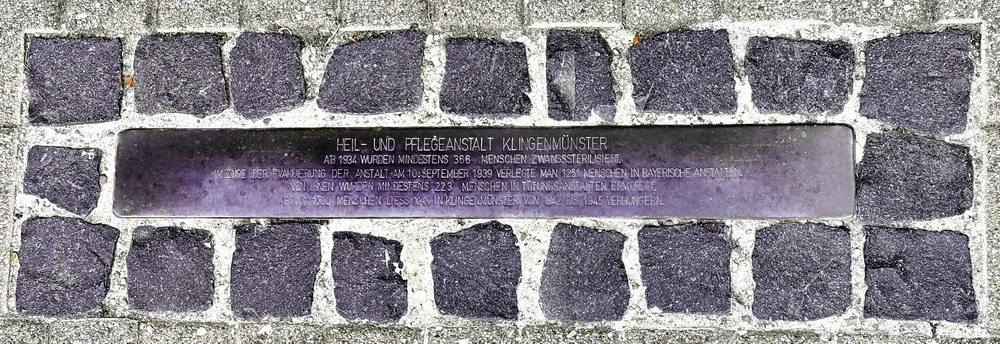 HEIL- UND PFLEGEANSTALT KLINGENMÜNSTER
AB 1934 WURDEN MINDESTENS 366 MENSCHEN ZWANGSSTERILISIERT.
IM ZUGE DER EVAKUIERUNG DER ANSTALT AM 10. SEPTEMBER 1939 VERLEGTE MAN 1251 MENSCHEN IN BAYERISCHE ANSTALTEN.
VON IHNEN WURDEN MINDESTENS 223 MENSCHEN IN TÖTUNGSANSTALTEN ERMORDET.
ETWA 1700 MENSCHEN LIESS MAN IN KLINGENMÜNSTER VON 1942 BIS 1945 VERHUNGERN.